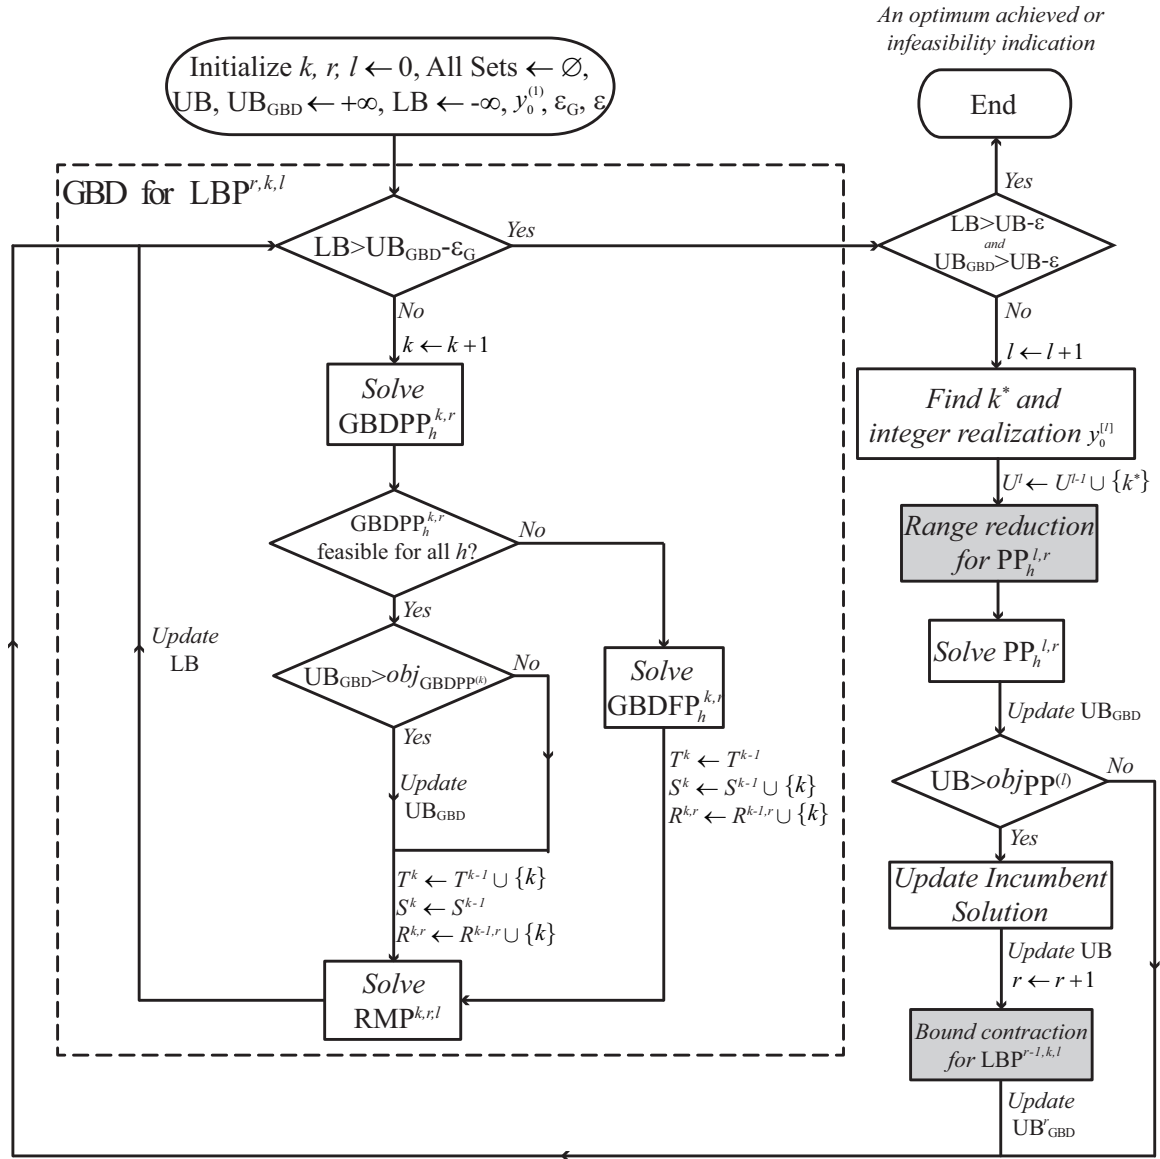 An optimum achieved or
infeasibility indication
Initialize k, r, l ← 0, All Sets ← ∅,
UB, UB_GBD ← +∞, LB ← -∞, y₀⁽¹⁾, ε_G, ε
End
GBD for LBP^{r,k,l}
Yes
LB>UB_GBD-ε_G
Yes
LB>UB-ε
and
UB_GBD>UB-ε
No
k ← k+1
No
l ← l+1
Solve
GBDPP_h^{k,r}
Find k* and
integer realization y₀^{[l]}
U^l ← U^{l-1} ∪ {k*}
GBDPP_h^{k,r}
feasible for all h?
No
Yes
Range reduction
for PP_h^{l,r}
Update
LB
UB_GBD>obj_GBDPP^{(k)}
No
Yes
Solve
GBDFP_h^{k,r}
Solve PP_h^{l,r}
Update UB_GBD
Update
UB_GBD
T^k ← T^{k-1}
S^k ← S^{k-1} ∪ {k}
R^{k,r} ← R^{k-1,r} ∪ {k}
UB>objPP^{(l)}
No
Yes
T^k ← T^{k-1} ∪ {k}
S^k ← S^{k-1}
R^{k,r} ← R^{k-1,r} ∪ {k}
Update Incumbent
Solution
Update UB
r ← r+1
Solve
RMP^{k,r,l}
Bound contraction
for LBP^{r-1,k,l}
Update
UB^r_GBD